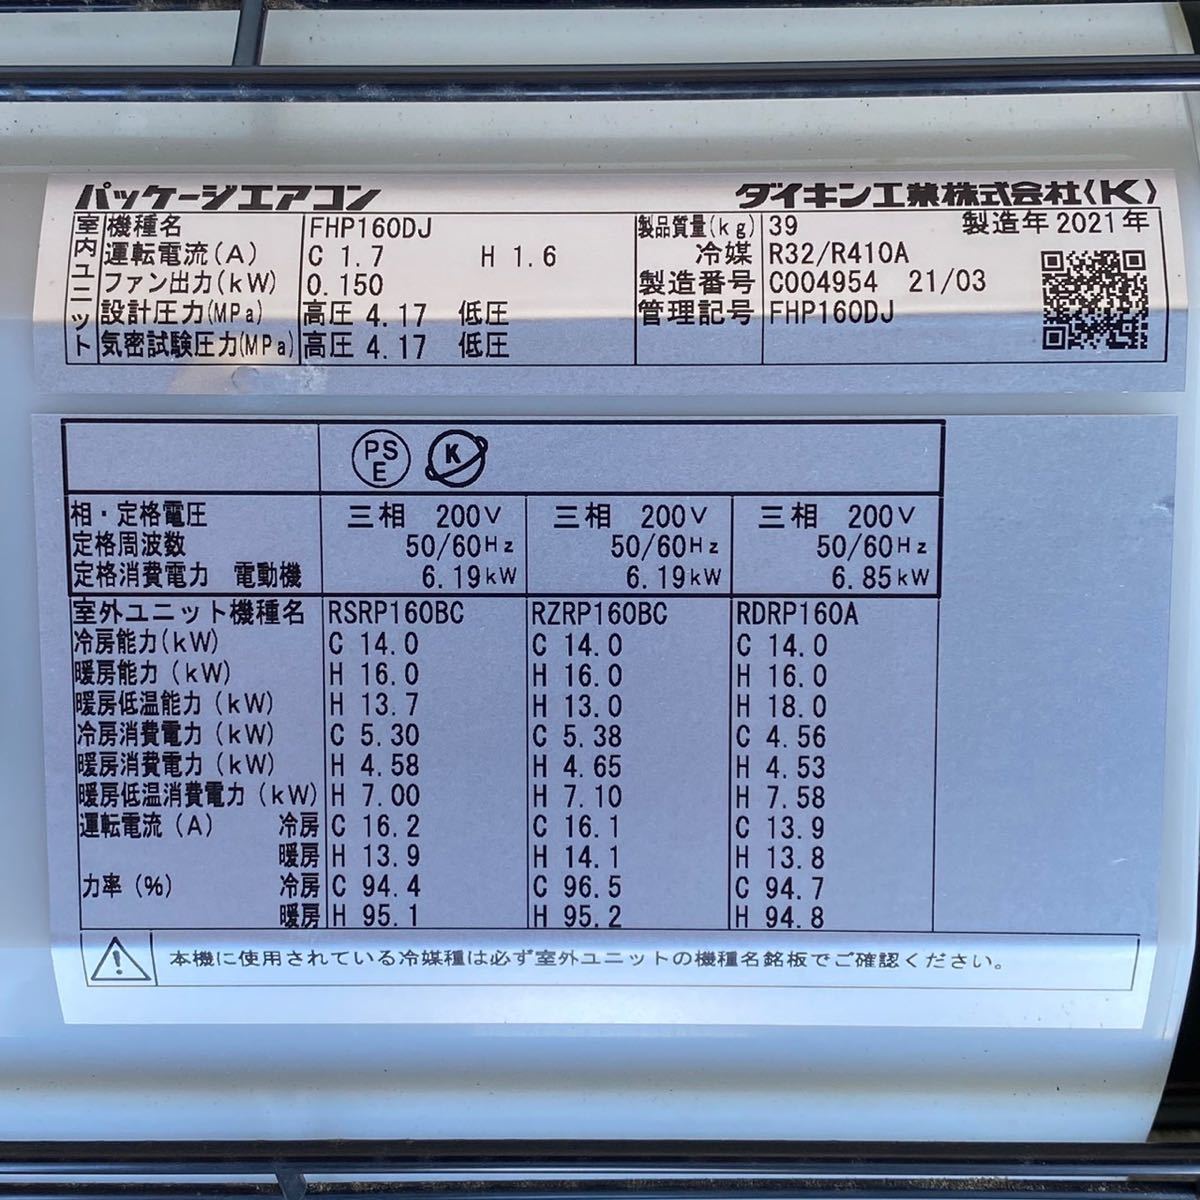 パッケージエアコン ダイキン工業株式会社〈K〉
室内ユニット
機種名 FHP160DJ 製品質量(kg) 39 製造年 2021年
運転電流(A) C 1.7 H 1.6 冷媒 R32/R410A
ファン出力(kW) 0.150 製造番号 C004954 21/03
設計圧力(MPa) 高圧 4.17 低圧 管理記号 FHP160DJ
気密試験圧力(MPa) 高圧 4.17 低圧
PS E K
相・定格電圧 三相 200V 三相 200V 三相 200V
定格周波数 50/60Hz 50/60Hz 50/60Hz
定格消費電力 電動機 6.19kW 6.19kW 6.85kW
室外ユニット機種名 RSRP160BC RZRP160BC RDRP160A
冷房能力(kW) C 14.0 C 14.0 C 14.0
暖房能力(kW) H 16.0 H 16.0 H 16.0
暖房低温能力(kW) H 13.7 H 13.0 H 18.0
冷房消費電力(kW) C 5.30 C 5.38 C 4.56
暖房消費電力(kW) H 4.58 H 4.65 H 4.53
暖房低温消費電力(kW) H 7.00 H 7.10 H 7.58
運転電流(A) 冷房 C 16.2 C 16.1 C 13.9
暖房 H 13.9 H 14.1 H 13.8
力率(%) 冷房 C 94.4 C 96.5 C 94.7
暖房 H 95.1 H 95.2 H 94.8
本機に使用されている冷媒種は必ず室外ユニットの機種名銘板でご確認ください。